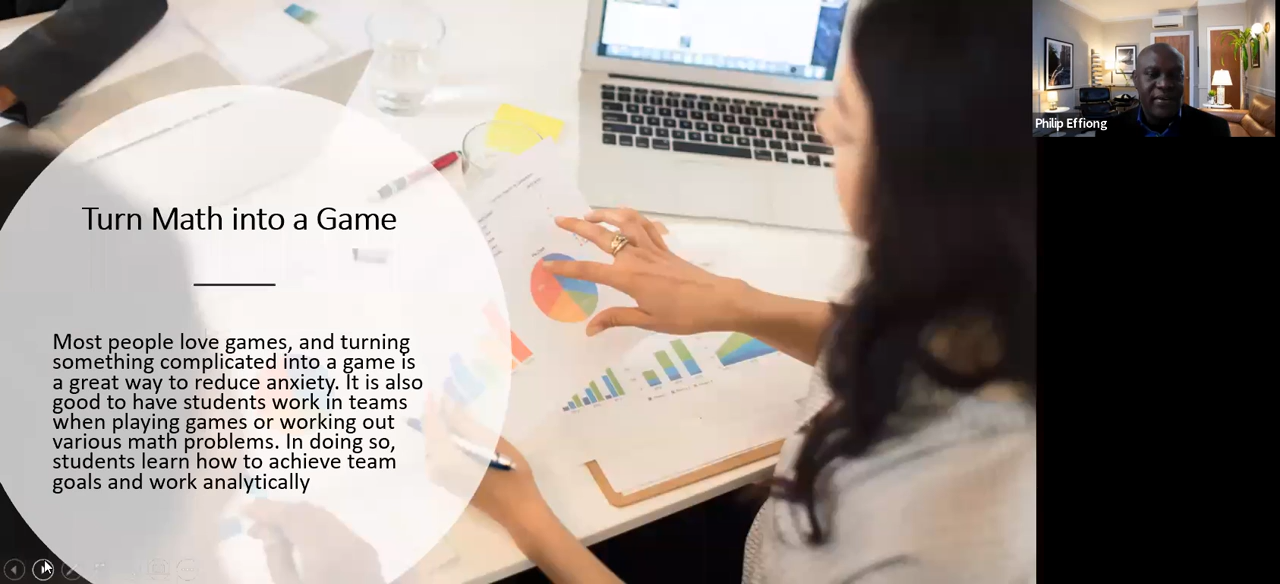 Turn Math into a Game
Most people love games, and turning
something complicated into a game is
a great way to reduce anxiety. It is also
good to have students work in teams
when playing games or working out
various math problems. In doing so,
students learn how to achieve team
goals and work analytically
Philip Effiong